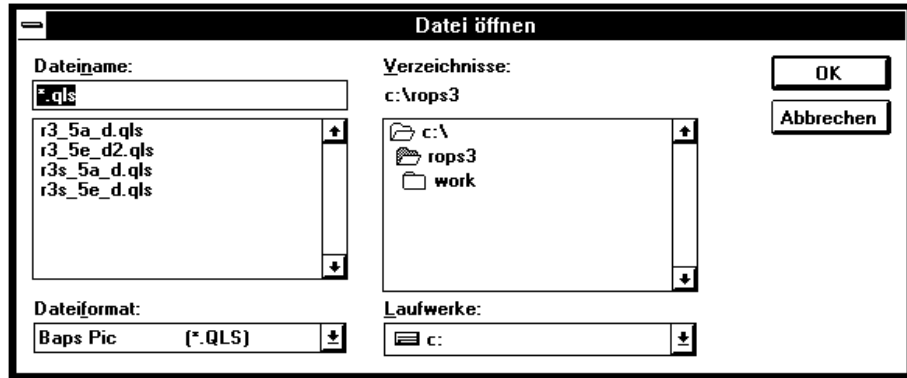 Datei öffnen
Dateiname:
*.qls
r3_5a_d.qls
r3_5e_d2.qls
r3s_5a_d.qls
r3s_5e_d.qls
Dateiformat:
Baps Pic (*.QLS)
Verzeichnisse:
c:\rops3
c:\
rops3
work
Laufwerke:
c:
OK
Abbrechen